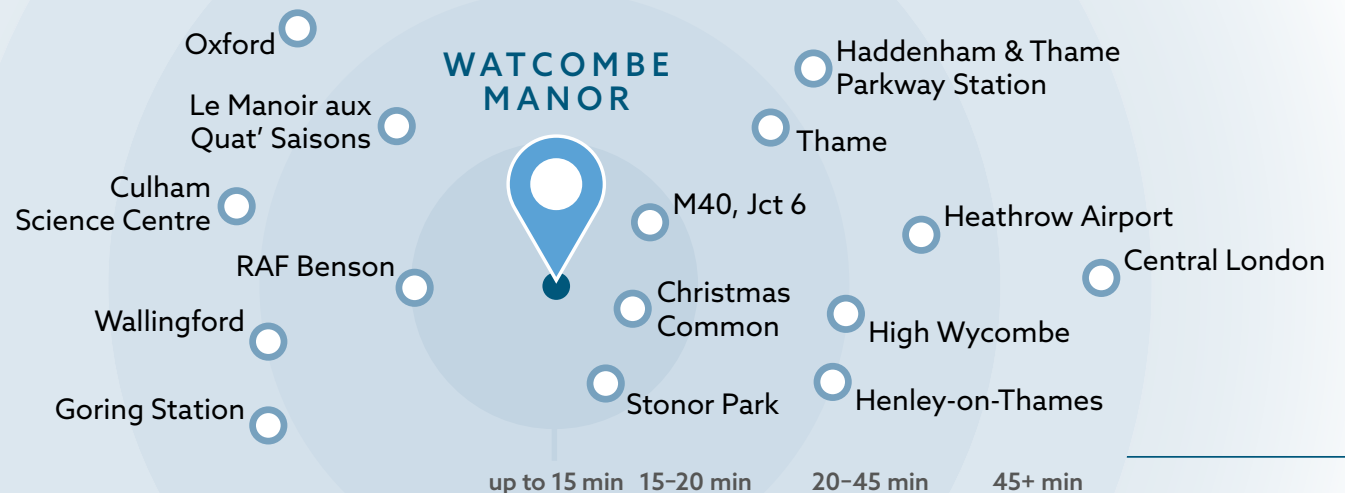 Oxford
WATCOMBE
MANOR
Haddenham & Thame
Parkway Station
Le Manoir aux
Quat’ Saisons
Thame
Culham
Science Centre
M40, Jct 6
Heathrow Airport
Central London
RAF Benson
Christmas
Common
Wallingford
High Wycombe
Goring Station
Stonor Park
Henley-on-Thames
up to 15 min 15–20 min 20–45 min 45+ min